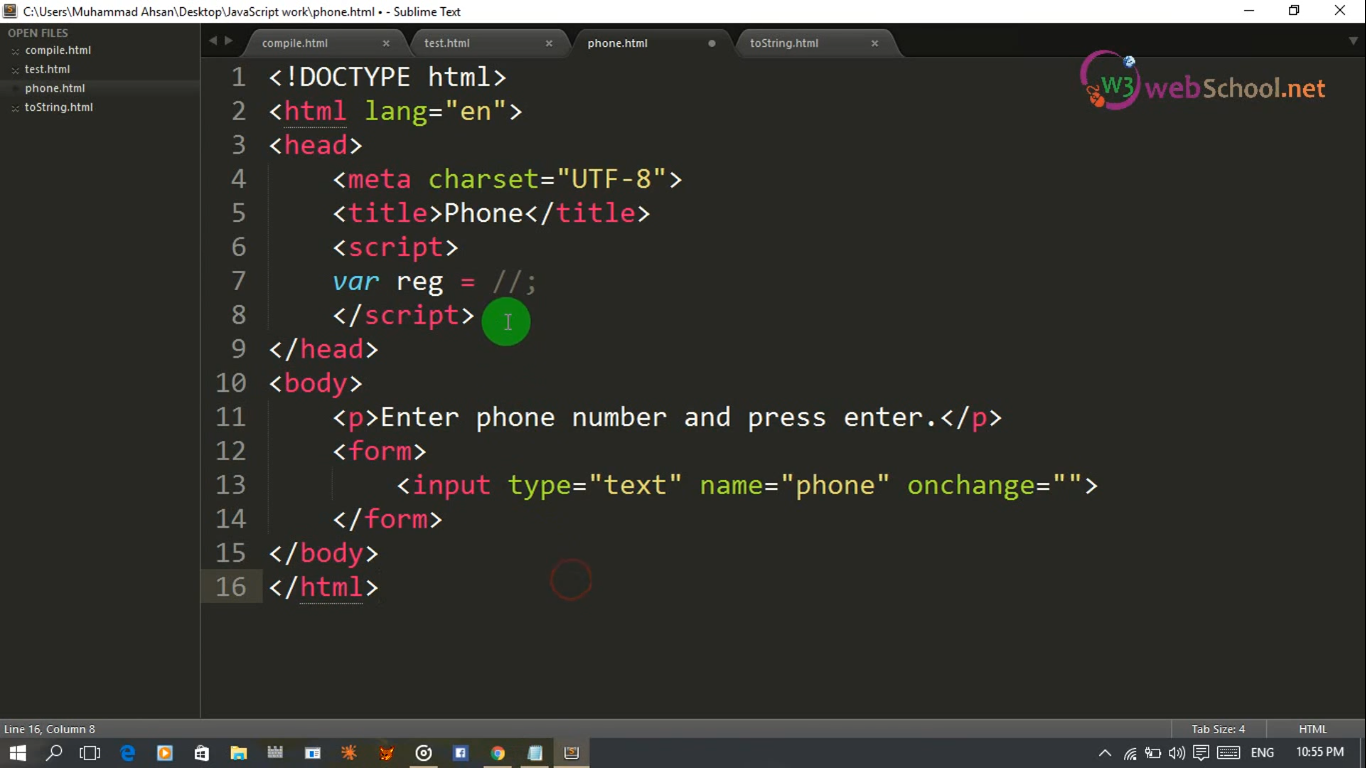 C:\Users\Muhammad Ahsan\Desktop\JavaScript work\phone.html • - Sublime Text
OPEN FILES
compile.html
test.html
phone.html
toString.html
compile.html
test.html
phone.html
toString.html
W3webSchool.net
1 <!DOCTYPE html>
2 <html lang="en">
3 <head>
4 <meta charset="UTF-8">
5 <title>Phone</title>
6 <script>
7 var reg = //;
8 </script>
9 </head>
10 <body>
11 <p>Enter phone number and press enter.</p>
12 <form>
13 <input type="text" name="phone" onchange="">
14 </form>
15 </body>
16 </html>
Line 16, Column 8
Tab Size: 4
HTML
ENG
10:55 PM